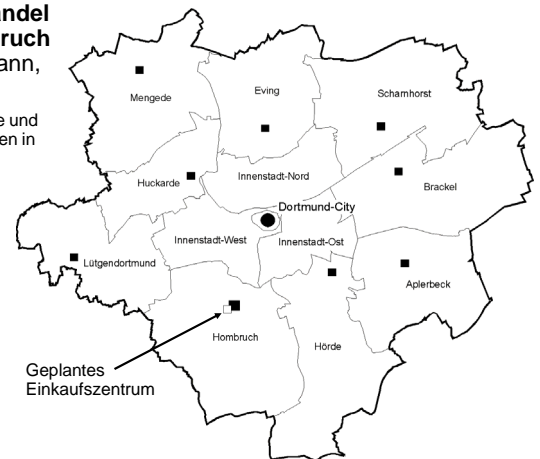 andel
ruch
ann,
e und
en in
Mengede
Eving
Scharnhorst
Huckarde
Innenstadt-Nord
Brackel
Dortmund-City
Innenstadt-West
Innenstadt-Ost
Lütgendortmund
Aplerbeck
Hombruch
Hörde
Geplantes
Einkaufszentrum